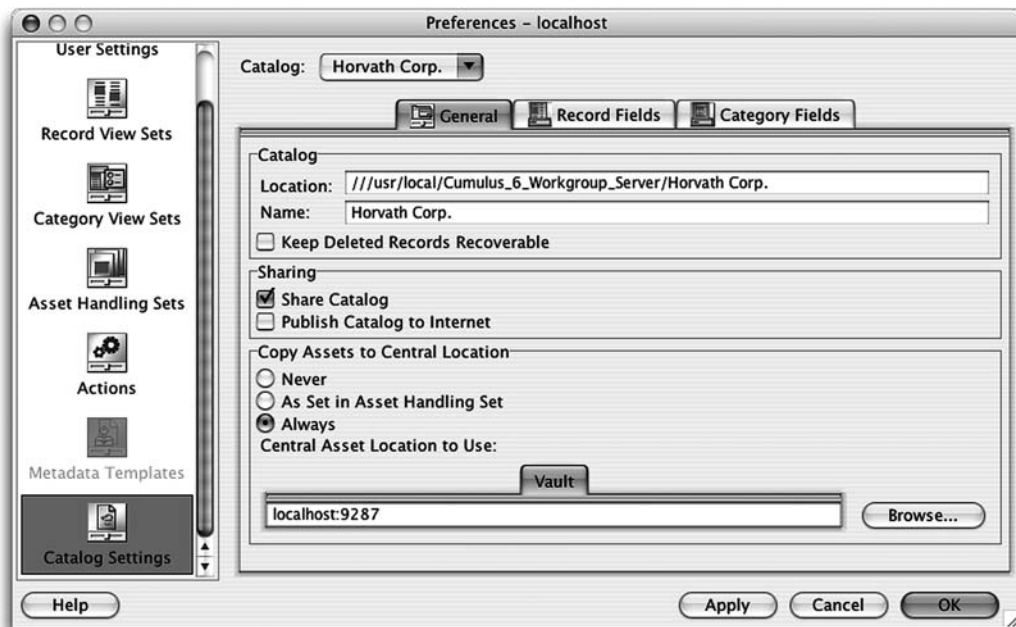 Preferences – localhost
User Settings
Record View Sets
Category View Sets
Asset Handling Sets
Actions
Metadata Templates
Catalog Settings
Catalog: Horvath Corp.
General Record Fields Category Fields
Catalog
Location: ///usr/local/Cumulus_6_Workgroup_Server/Horvath Corp.
Name: Horvath Corp.
Keep Deleted Records Recoverable
Sharing
Share Catalog
Publish Catalog to Internet
Copy Assets to Central Location
Never
As Set in Asset Handling Set
Always
Central Asset Location to Use:
Vault
localhost:9287 Browse...
Help Apply Cancel OK